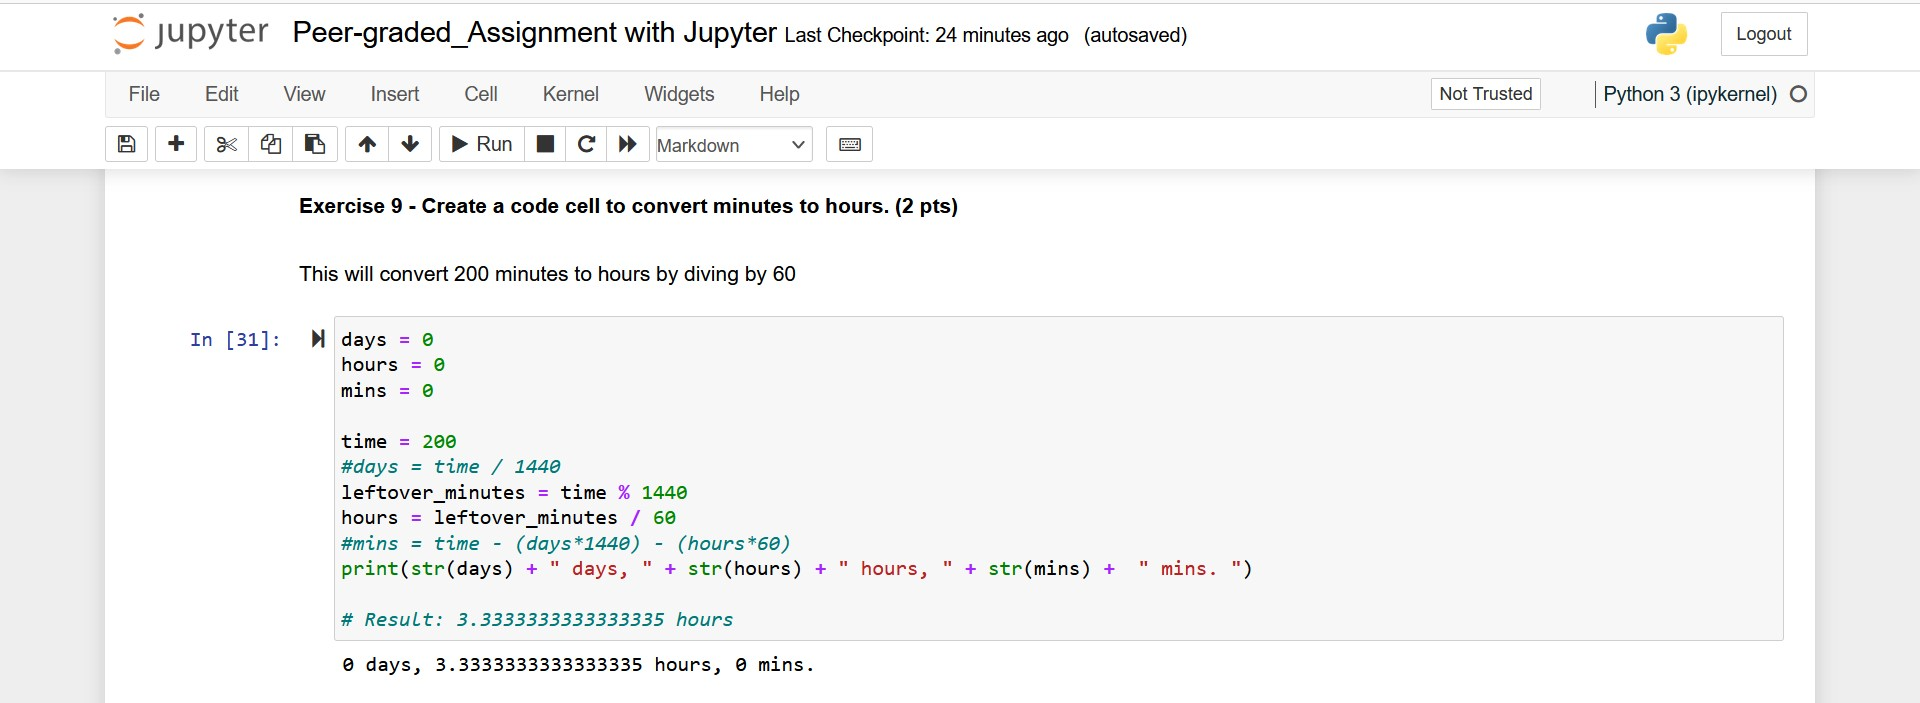 jupyter Peer-graded_Assignment with Jupyter Last Checkpoint: 24 minutes ago (autosaved) Logout
File Edit View Insert Cell Kernel Widgets Help Not Trusted Python 3 (ipykernel)
Run Markdown
Exercise 9 - Create a code cell to convert minutes to hours. (2 pts)
This will convert 200 minutes to hours by diving by 60
In [31]: days = 0
hours = 0
mins = 0
time = 200
#days = time / 1440
leftover_minutes = time % 1440
hours = leftover_minutes / 60
#mins = time - (days*1440) - (hours*60)
print(str(days) + " days, " + str(hours) + " hours, " + str(mins) +  " mins. ")
# Result: 3.3333333333333335 hours
0 days, 3.3333333333333335 hours, 0 mins.